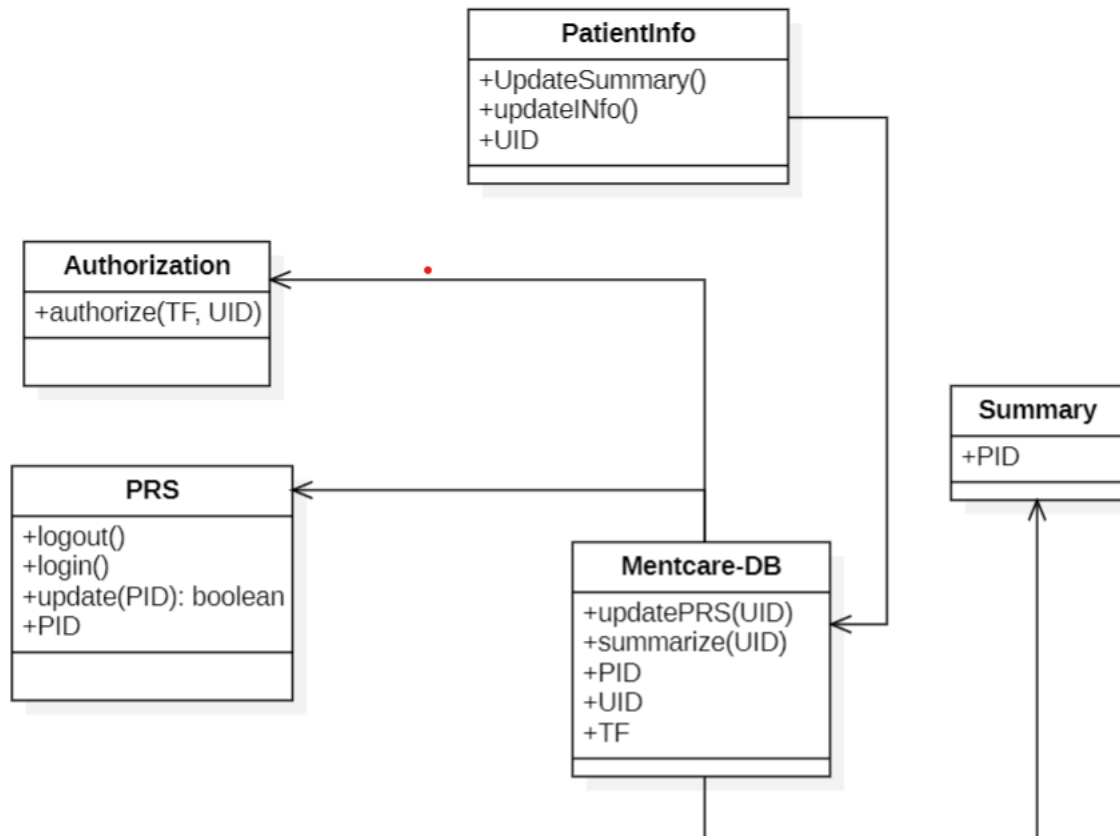 PatientInfo
+UpdateSummary()
+updateINfo()
+UID
Authorization
+authorize(TF, UID)
Summary
+PID
PRS
+logout()
+login()
+update(PID): boolean
+PID
Mentcare-DB
+updatePRS(UID)
+summarize(UID)
+PID
+UID
+TF